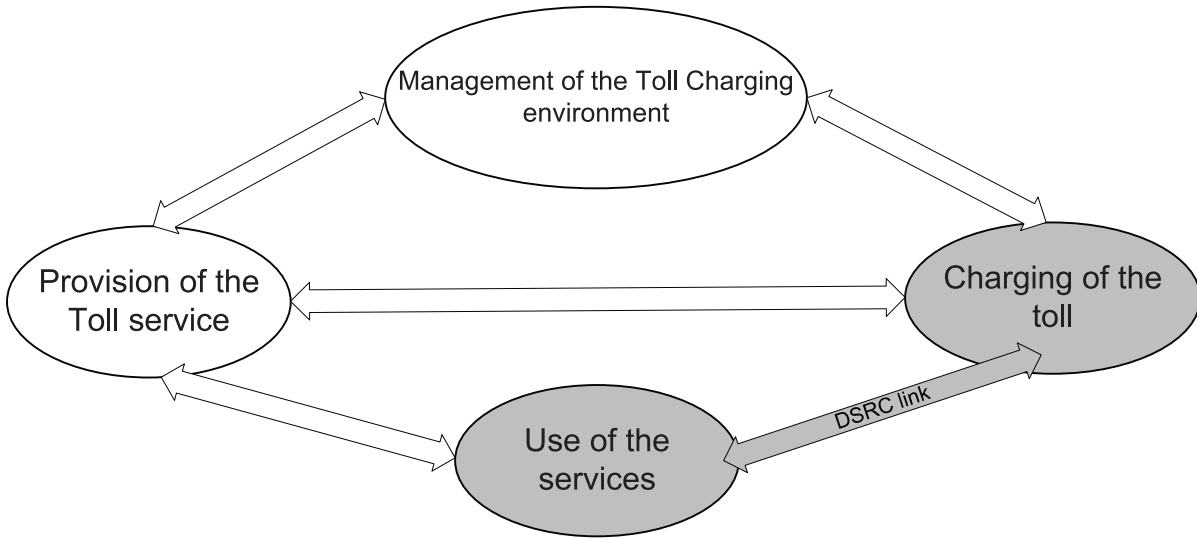 Management of the Toll Charging
environment
Provision of the
Toll service
Charging of the
toll
DSRC link
Use of the
services